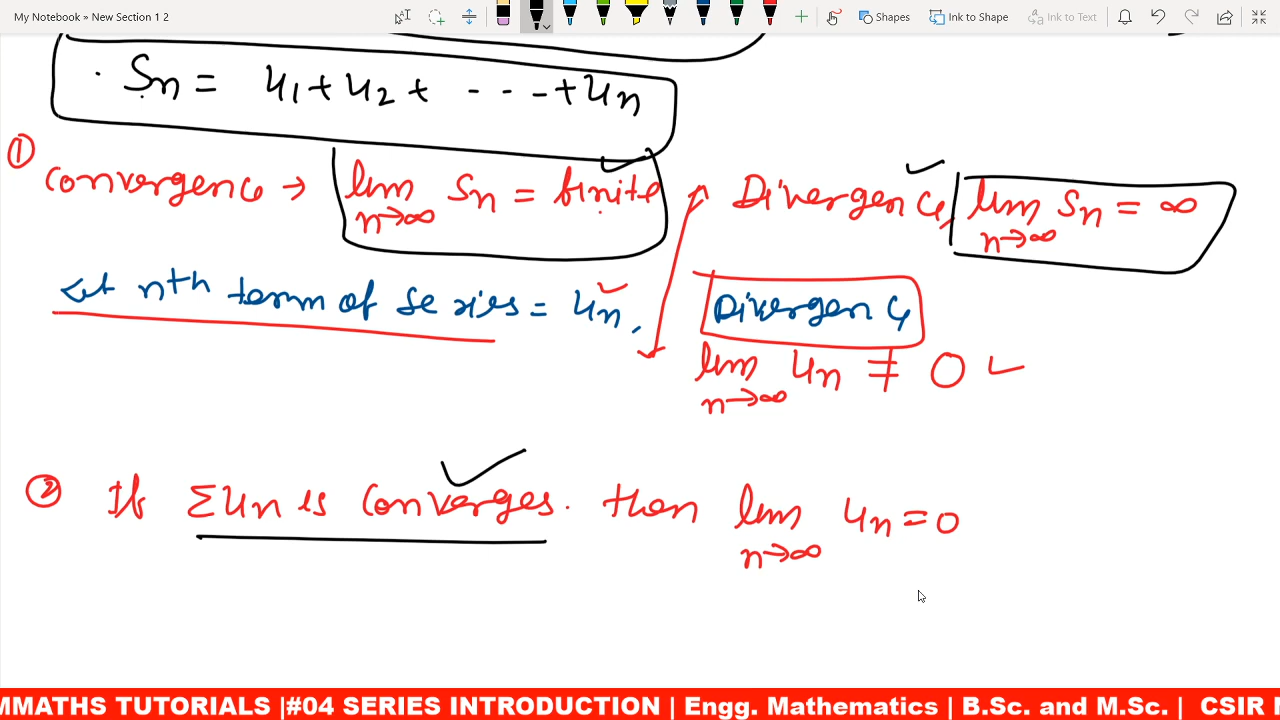 My Notebook » New Section 1 2
Shapes Ink to Shape Ink to Text
Sn = u1 + u2 + - - - + un
① Convergence → lim n→∞ Sn = finite Divergence, lim n→∞ Sn = ∞
Let nth term of series = un, Divergence
lim n→∞ un ≠ 0
② If Σun is converges. then lim n→∞ un = 0
MMATHS TUTORIALS |#04 SERIES INTRODUCTION | Engg. Mathematics | B.Sc. and M.Sc. | CSIR